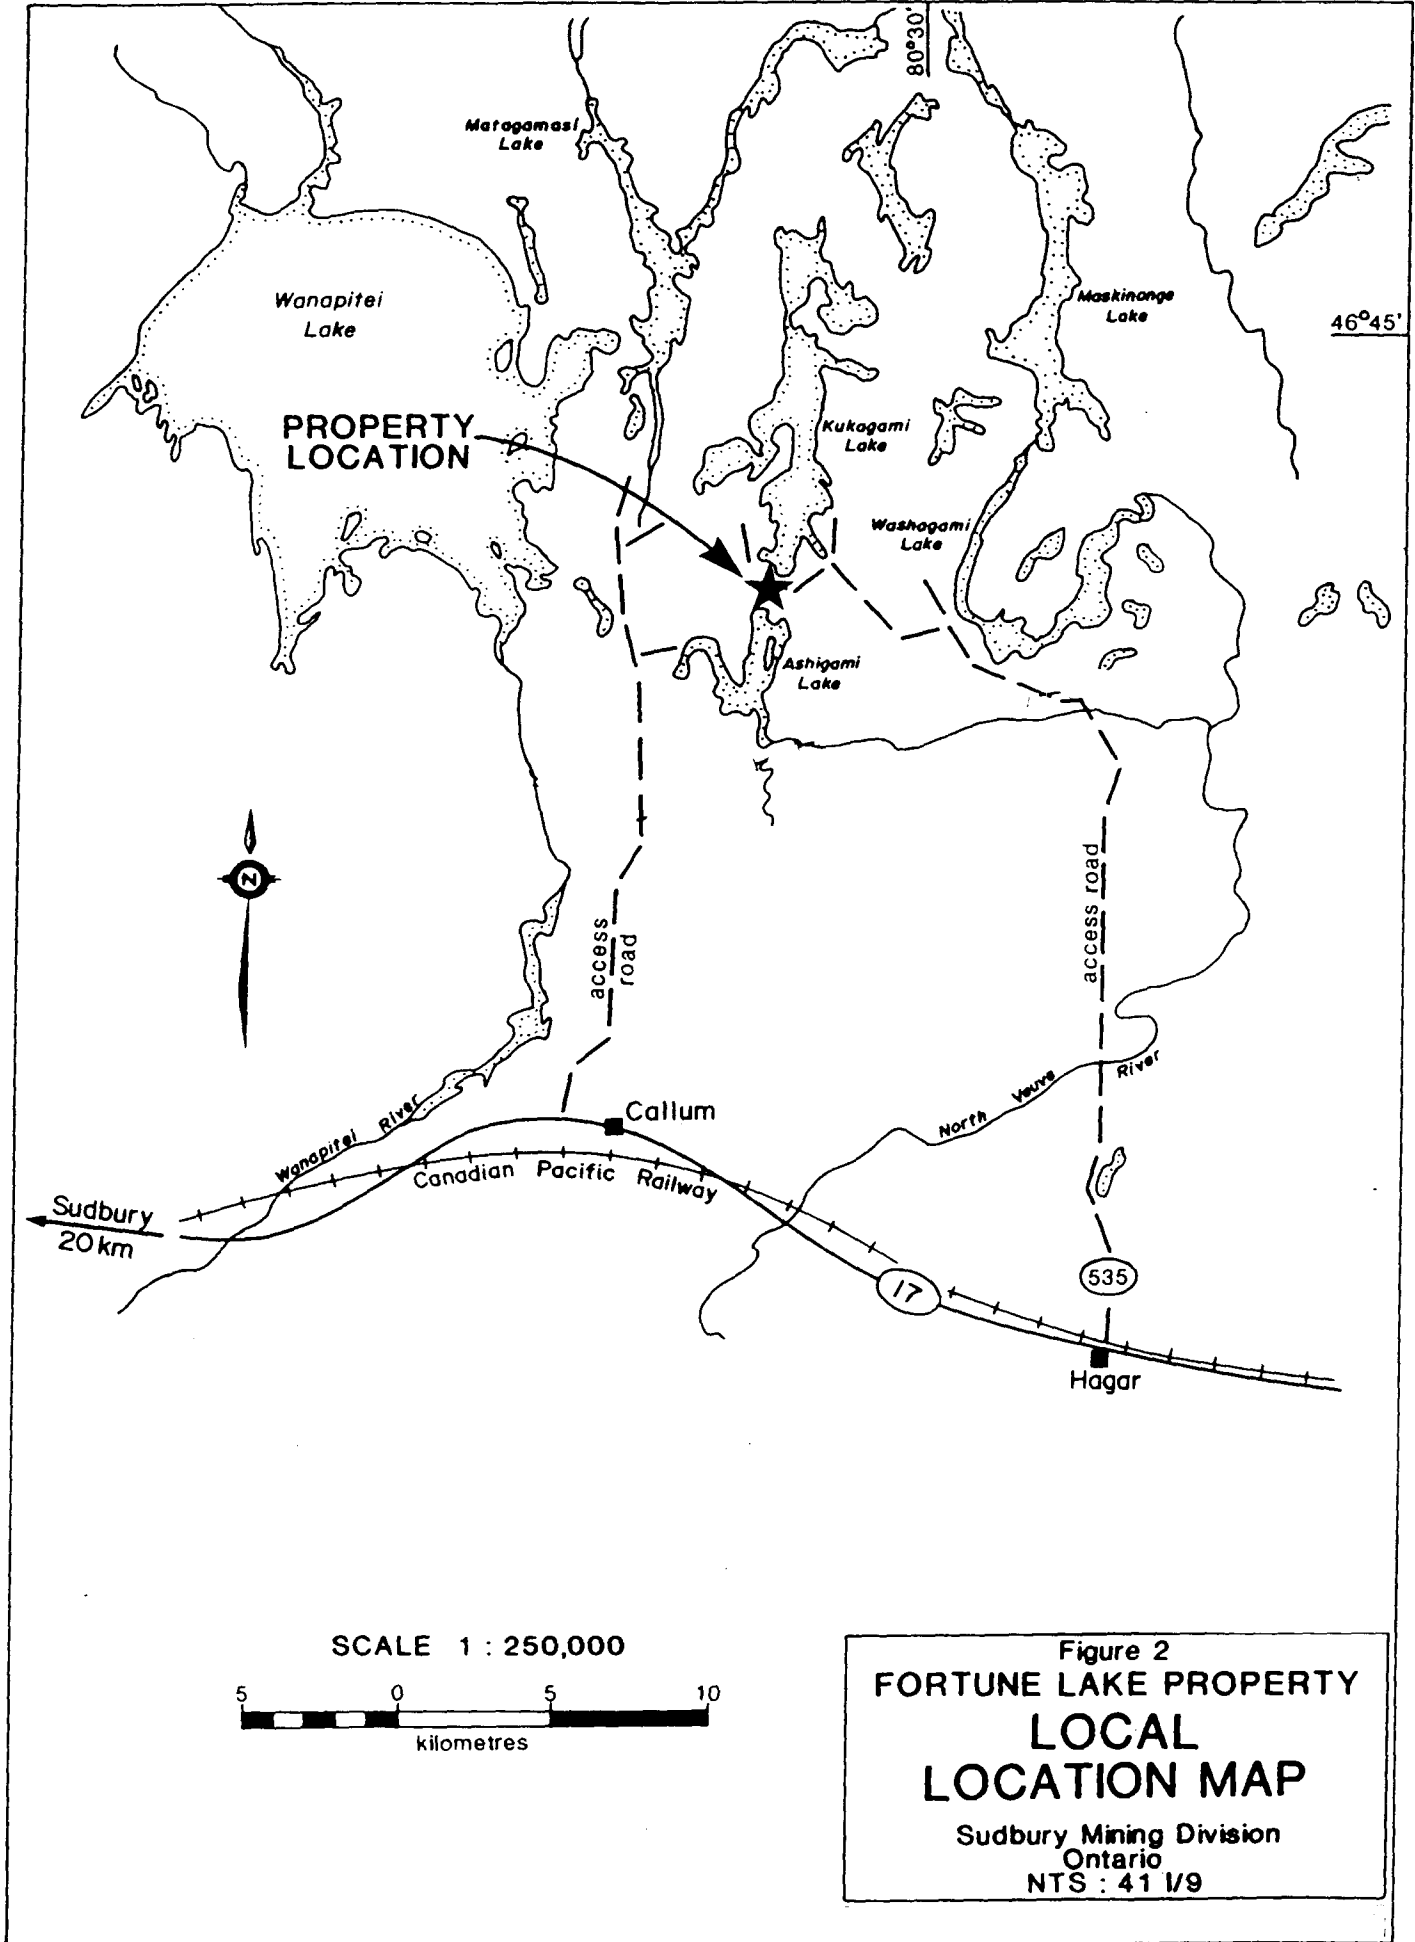 80°30'
Matagamasi
Lake
Wanapitei
Lake
Maskinonge
Lake
46°45'
PROPERTY
LOCATION
Kukagami
Lake
Washagami
Lake
Ashigami
Lake
N
access
road
access road
Wanapitei River
Callum
North Veuve River
Canadian Pacific Railway
Sudbury
20 km
535
17
Hagar
SCALE 1 : 250,000
5 0 5 10
kilometres
Figure 2
FORTUNE LAKE PROPERTY
LOCAL
LOCATION MAP
Sudbury Mining Division
Ontario
NTS : 41 I/9